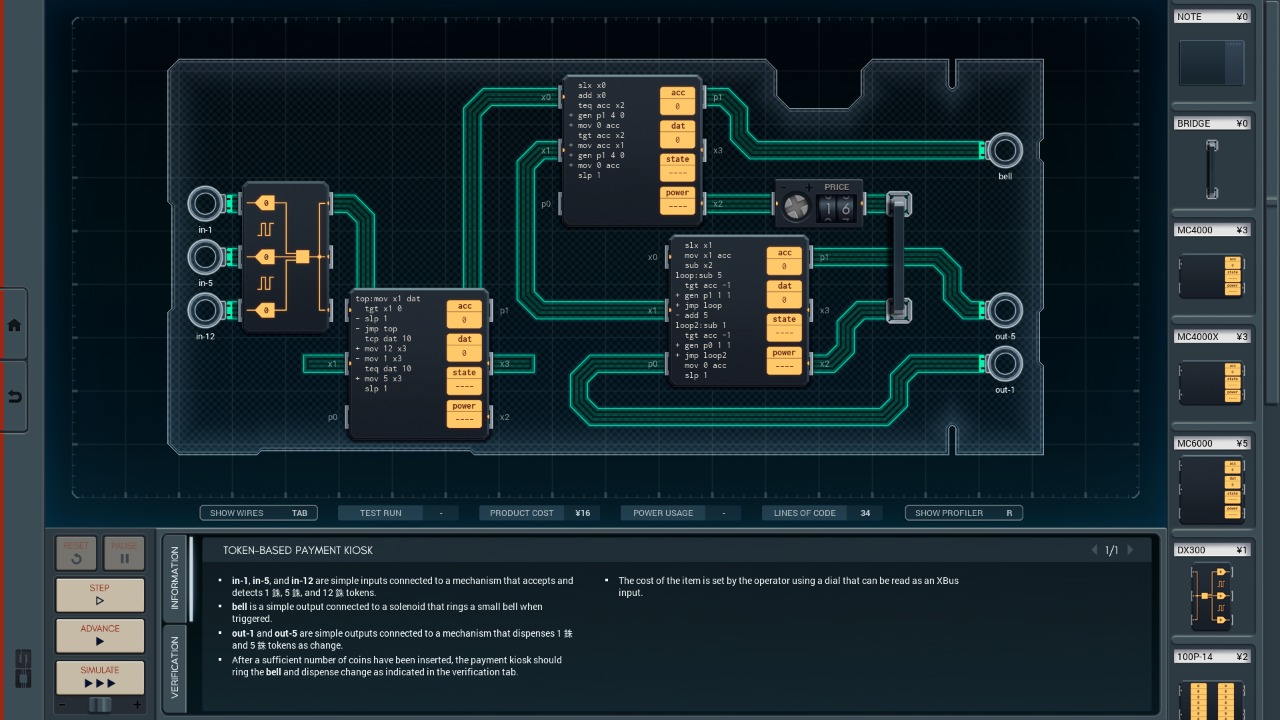 NOTE ¥0
BRIDGE ¥0
MC4000 ¥3
MC4000X ¥3
MC6000 ¥5
DX300 ¥1
100P-14 ¥2
slx x0
add x0
teq acc x2
+ gen p1 4 0
+ mov 0 acc
tgt acc x2
+ mov acc x1
+ gen p1 4 0
+ mov 0 acc
slp 1
acc
0
dat
0
state
----
power
----
x0
x1
p0
p1
x3
x2
bell
PRICE
- +
1 6
in-1
in-5
in-12
0
0
0
top:mov x1 dat
tgt x1 0
- slp 1
- jmp top
tcp dat 10
+ mov 12 x3
- mov 1 x3
teq dat 10
+ mov 5 x3
slp 1
acc
0
dat
0
state
----
power
----
x1
p0
p1
x3
x2
slx x1
mov x1 acc
sub x2
loop:sub 5
tgt acc -1
+ gen p1 1 1
+ jmp loop
- add 5
loop2:sub 1
tgt acc -1
+ gen p0 1 1
+ jmp loop2
mov 0 acc
slp 1
acc
0
dat
0
state
----
power
----
x0
x1
p0
p1
x3
x2
out-5
out-1
SHOW WIRES TAB
TEST RUN -
PRODUCT COST ¥16
POWER USAGE -
LINES OF CODE 34
SHOW PROFILER R
RESET
PAUSE
STEP
ADVANCE
SIMULATE
- +
INFORMATION
VERIFICATION
TOKEN-BASED PAYMENT KIOSK
1/1
• in-1, in-5, and in-12 are simple inputs connected to a mechanism that accepts and
detects 1 銖, 5 銖, and 12 銖 tokens.
• bell is a simple output connected to a solenoid that rings a small bell when
triggered.
• out-1 and out-5 are simple outputs connected to a mechanism that dispenses 1 銖
and 5 銖 tokens as change.
• After a sufficient number of coins have been inserted, the payment kiosk should
ring the bell and dispense change as indicated in the verification tab.
• The cost of the item is set by the operator using a dial that can be read as an XBus
input.